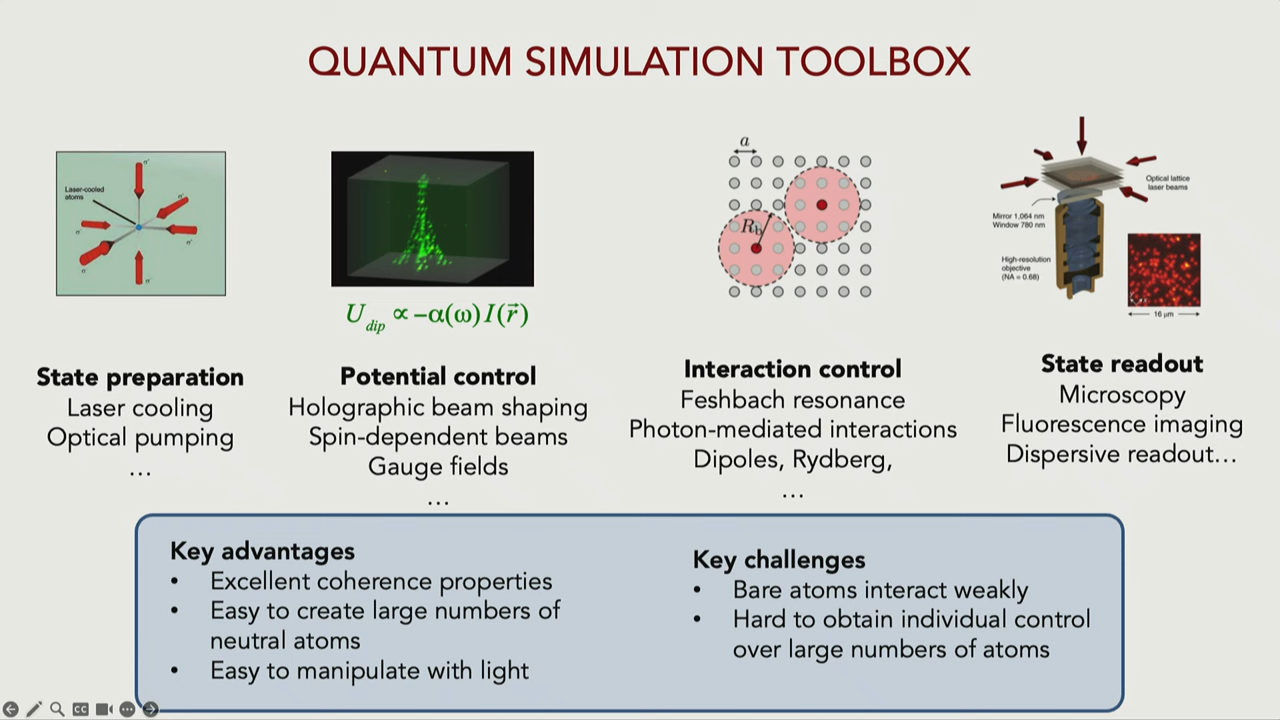 QUANTUM SIMULATION TOOLBOX
Laser-cooled
atoms
σ⁺
σ⁺
σ⁻
σ⁻
σ⁻
U_dip ∝ −α(ω) I(r⃗)
a
R_b
Optical lattice
laser beams
Mirror 1,064 nm
Window 780 nm
High-resolution
objective
(NA = 0.68)
16 µm
State preparation
Laser cooling
Optical pumping
…
Potential control
Holographic beam shaping
Spin-dependent beams
Gauge fields
…
Interaction control
Feshbach resonance
Photon-mediated interactions
Dipoles, Rydberg,
…
State readout
Microscopy
Fluorescence imaging
Dispersive readout…
Key advantages
• Excellent coherence properties
• Easy to create large numbers of
neutral atoms
• Easy to manipulate with light
Key challenges
• Bare atoms interact weakly
• Hard to obtain individual control
over large numbers of atoms
CC